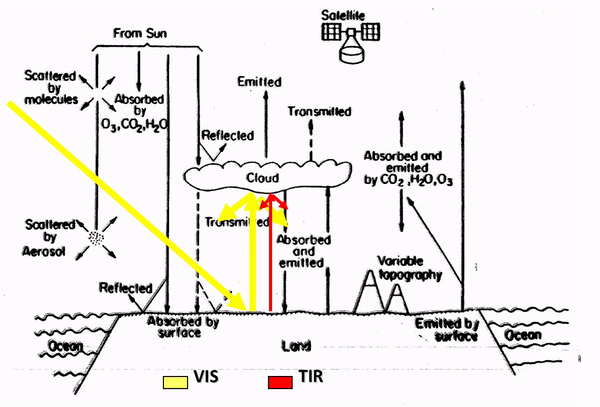 From Sun
Satellite
Scattered
by
molecules
Absorbed
by
O3,CO2,H2O
Emitted
Transmitted
Reflected
Absorbed and
emitted
by CO2,H2O,O3
Cloud
Scattered
by
Aerosol
Transmitted
Absorbed
and
emitted
Variable
topography
Reflected
Absorbed by
surface
Emitted by
surface
Ocean
Land
Ocean
VIS
TIR